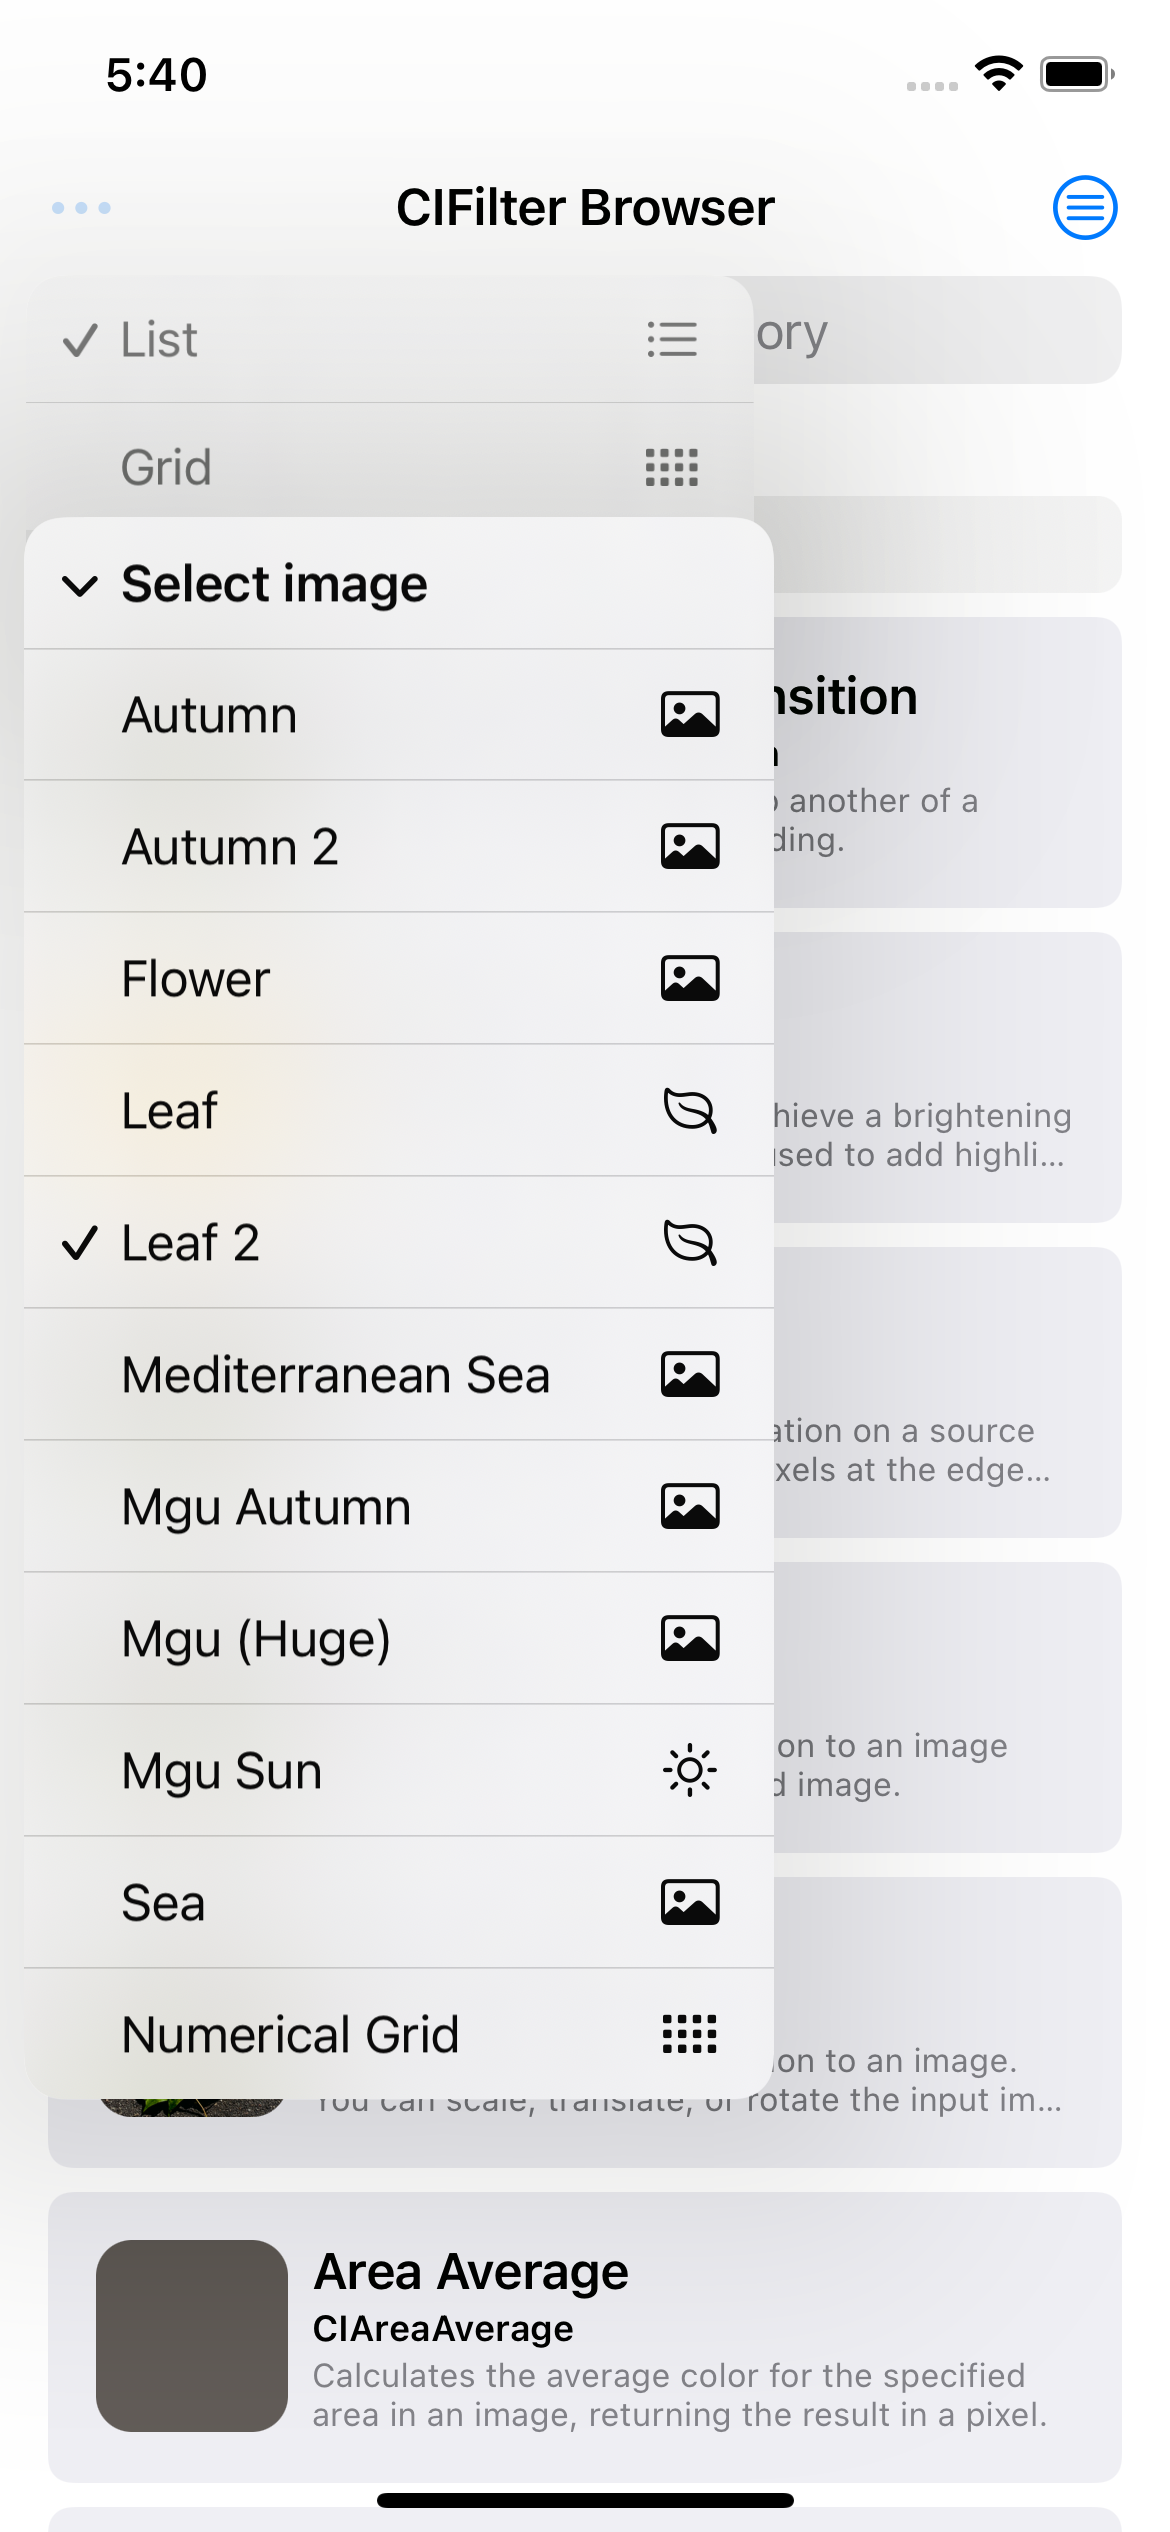 5:40
CIFilter Browser
List
ory
Grid
Select image
Autumn
nsition
Autumn 2
another of a
ding.
Flower
Leaf
hieve a brightening
used to add highli...
Leaf 2
Mediterranean Sea
ation on a source
xels at the edge...
Mgu Autumn
Mgu (Huge)
on to an image
d image.
Mgu Sun
Sea
Numerical Grid
ion to an image.
You can scale, translate, or rotate the input im...
Area Average
CIAreaAverage
Calculates the average color for the specified
area in an image, returning the result in a pixel.